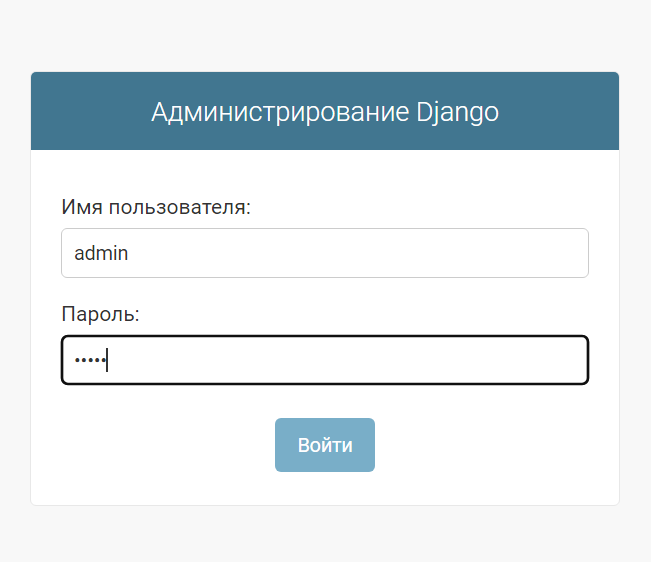 Администрирование Django
Имя пользователя:
admin
Пароль:
•••••
Войти